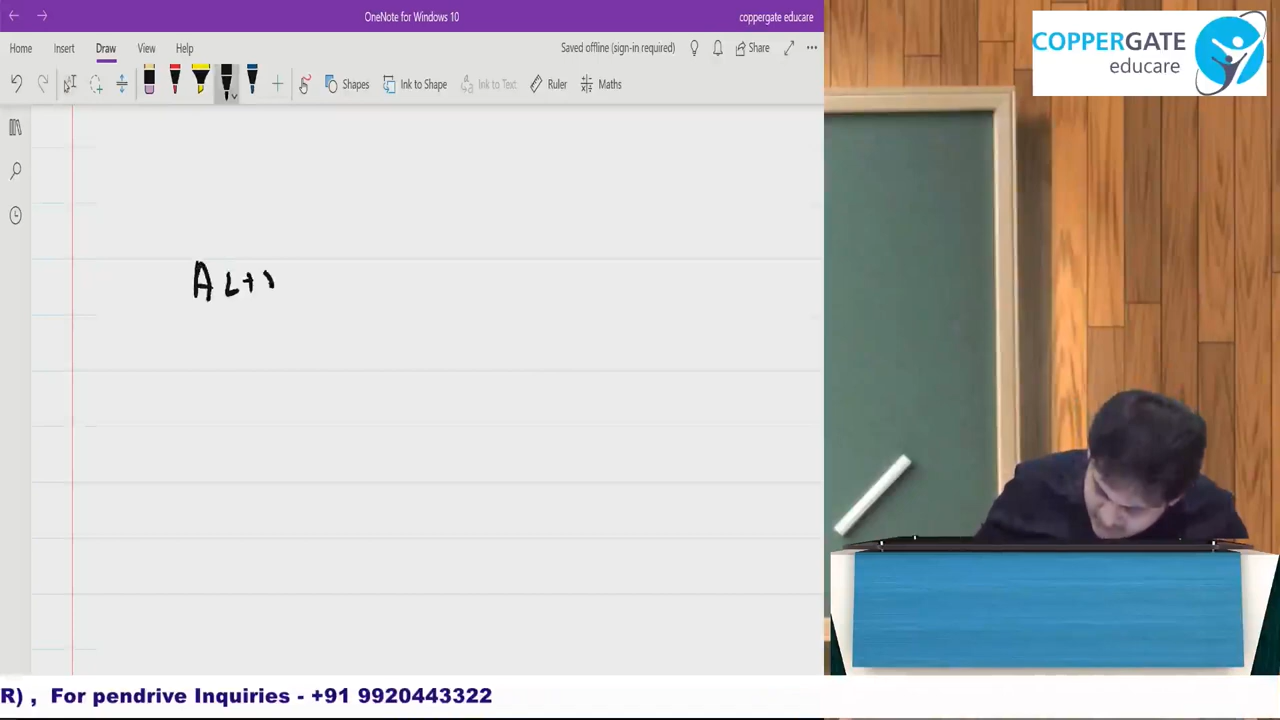 OneNote for Windows 10
coppergate educare
Home Insert Draw View Help
Saved offline (sign-in required)
Share
Shapes
Ink to Shape
Ink to Text
Ruler
Maths
COPPERGATE
educare
R) , For pendrive Inquiries - +91 9920443322